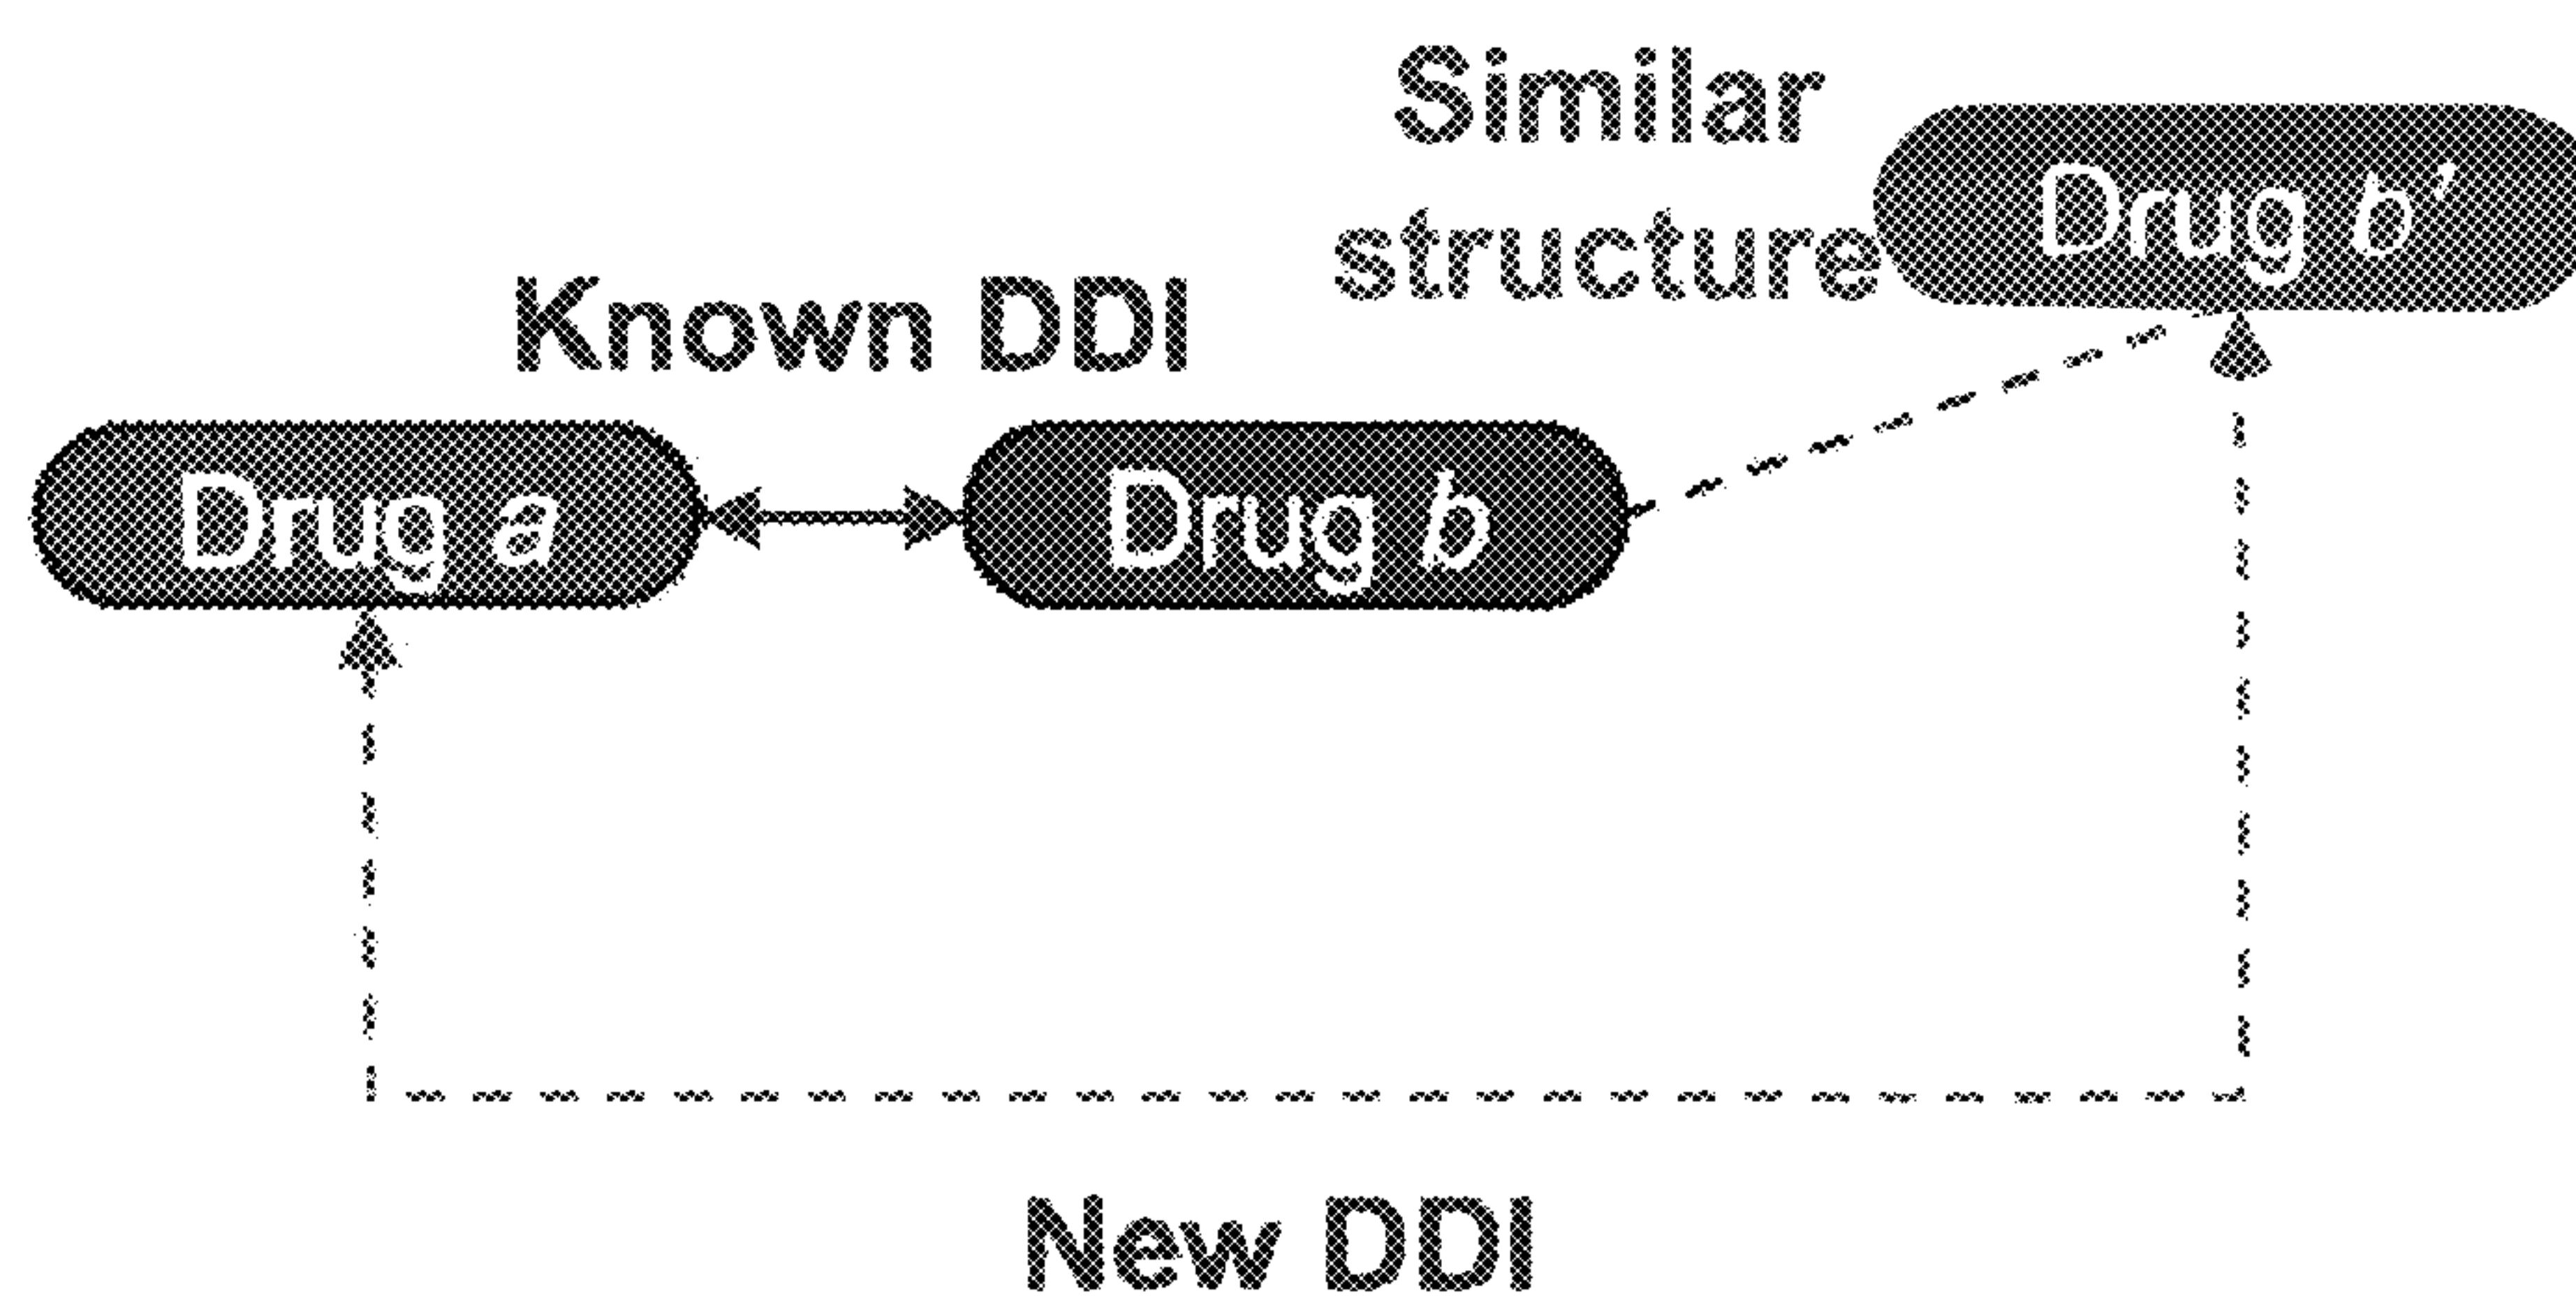 Similar
structure
Drug b’
Known DDI
Drug a
Drug b
New DDI